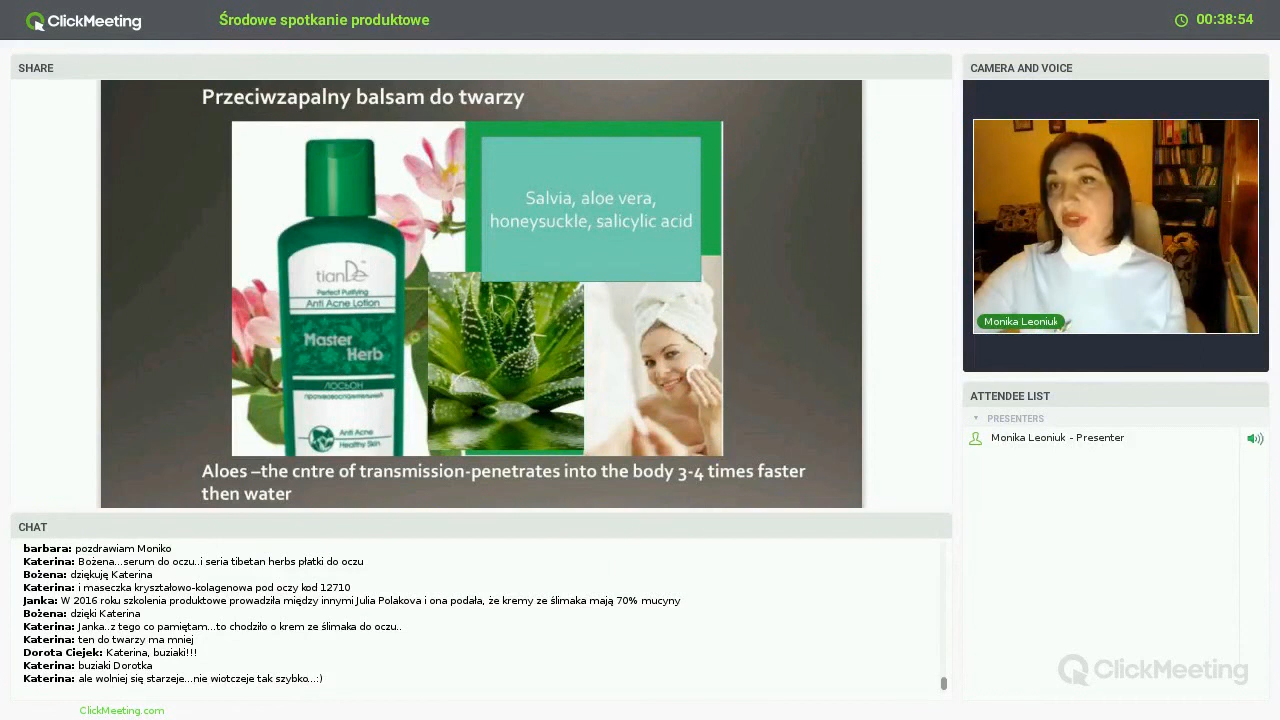 ClickMeeting
Środowe spotkanie produktowe
00:38:54
SHARE
Przeciwzapalny balsam do twarzy
Salvia, aloe vera,
honeysuckle, salicylic acid
tianDe
Perfect Purifying
Anti Acne Lotion
Master
Herb
ЛОСЬОН
противовоспалительный
Anti Acne
Healthy Skin
Aloes –the cntre of transmission-penetrates into the body 3-4 times faster
then water
CHAT
barbara: pozdrawiam Moniko
Katerina: Bożena...serum do oczu..i seria tibetan herbs płatki do oczu
Bożena: dziękuję Katerina
Katerina: i maseczka kryształowo-kolagenowa pod oczy kod 12710
Janka: W 2016 roku szkolenia produktowe prowadziła między innymi Julia Polakova i ona podała, że kremy ze ślimaka mają 70% mucyny
Bożena: dzięki Katerina
Katerina: Janka..z tego co pamiętam...to chodziło o krem ze ślimaka do oczu..
Katerina: ten do twarzy ma mniej
Dorota Ciejek: Katerina, buziaki!!!
Katerina: buziaki Dorotka
Katerina: ale wolniej się starzeje...nie wiotczeje tak szybko...:)
ClickMeeting.com
CAMERA AND VOICE
Monika Leoniuk
ATTENDEE LIST
PRESENTERS
Monika Leoniuk - Presenter
ClickMeeting